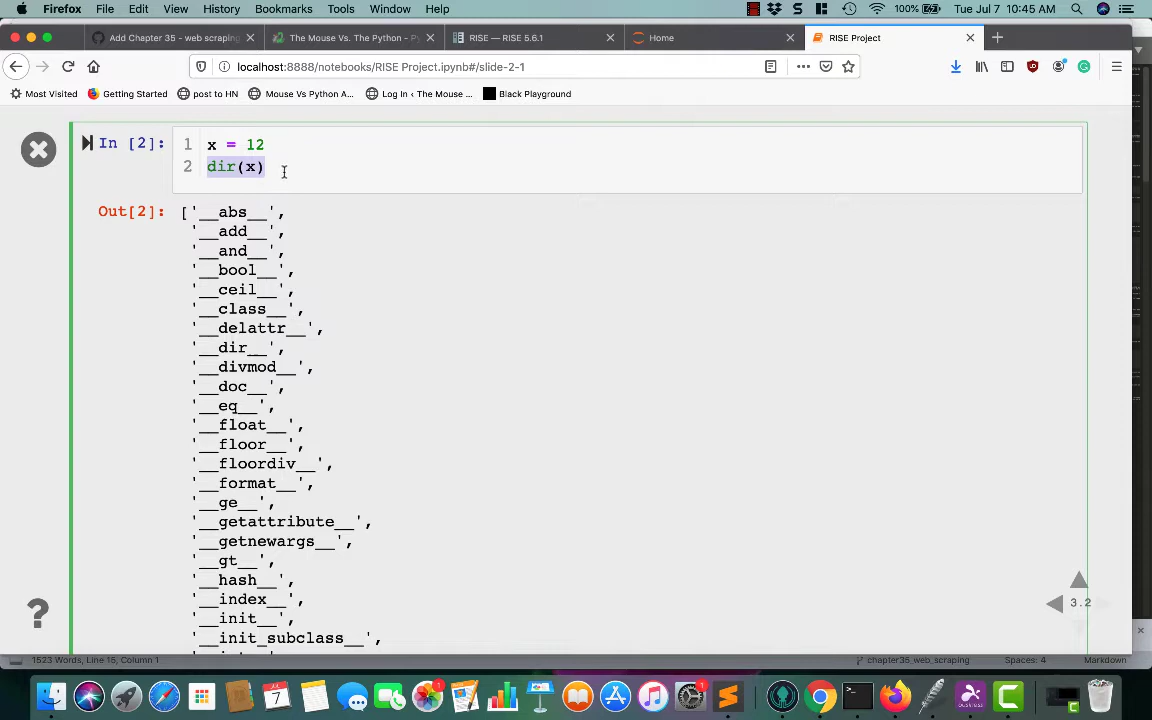 Firefox File Edit View History Bookmarks Tools Window Help 100% Tue Jul 7 10:45 AM
Add Chapter 35 - web scraping
The Mouse Vs. The Python - P
RISE — RISE 5.6.1
Home
RISE Project
localhost:8888/notebooks/RISE Project.ipynb#/slide-2-1
Most Visited Getting Started post to HN Mouse Vs Python A... Log In ‹ The Mouse ... Black Playground
In [2]: 1 x = 12
2 dir(x)
Out[2]: ['__abs__',
'__add__',
'__and__',
'__bool__',
'__ceil__',
'__class__',
'__delattr__',
'__dir__',
'__divmod__',
'__doc__',
'__eq__',
'__float__',
'__floor__',
'__floordiv__',
'__format__',
'__ge__',
'__getattribute__',
'__getnewargs__',
'__gt__',
'__hash__',
'__index__',
'__init__',
'__init_subclass__',
3.2
?
1523 Words, Line 15, Column 1 chapter35_web_scraping Spaces: 4 Markdown